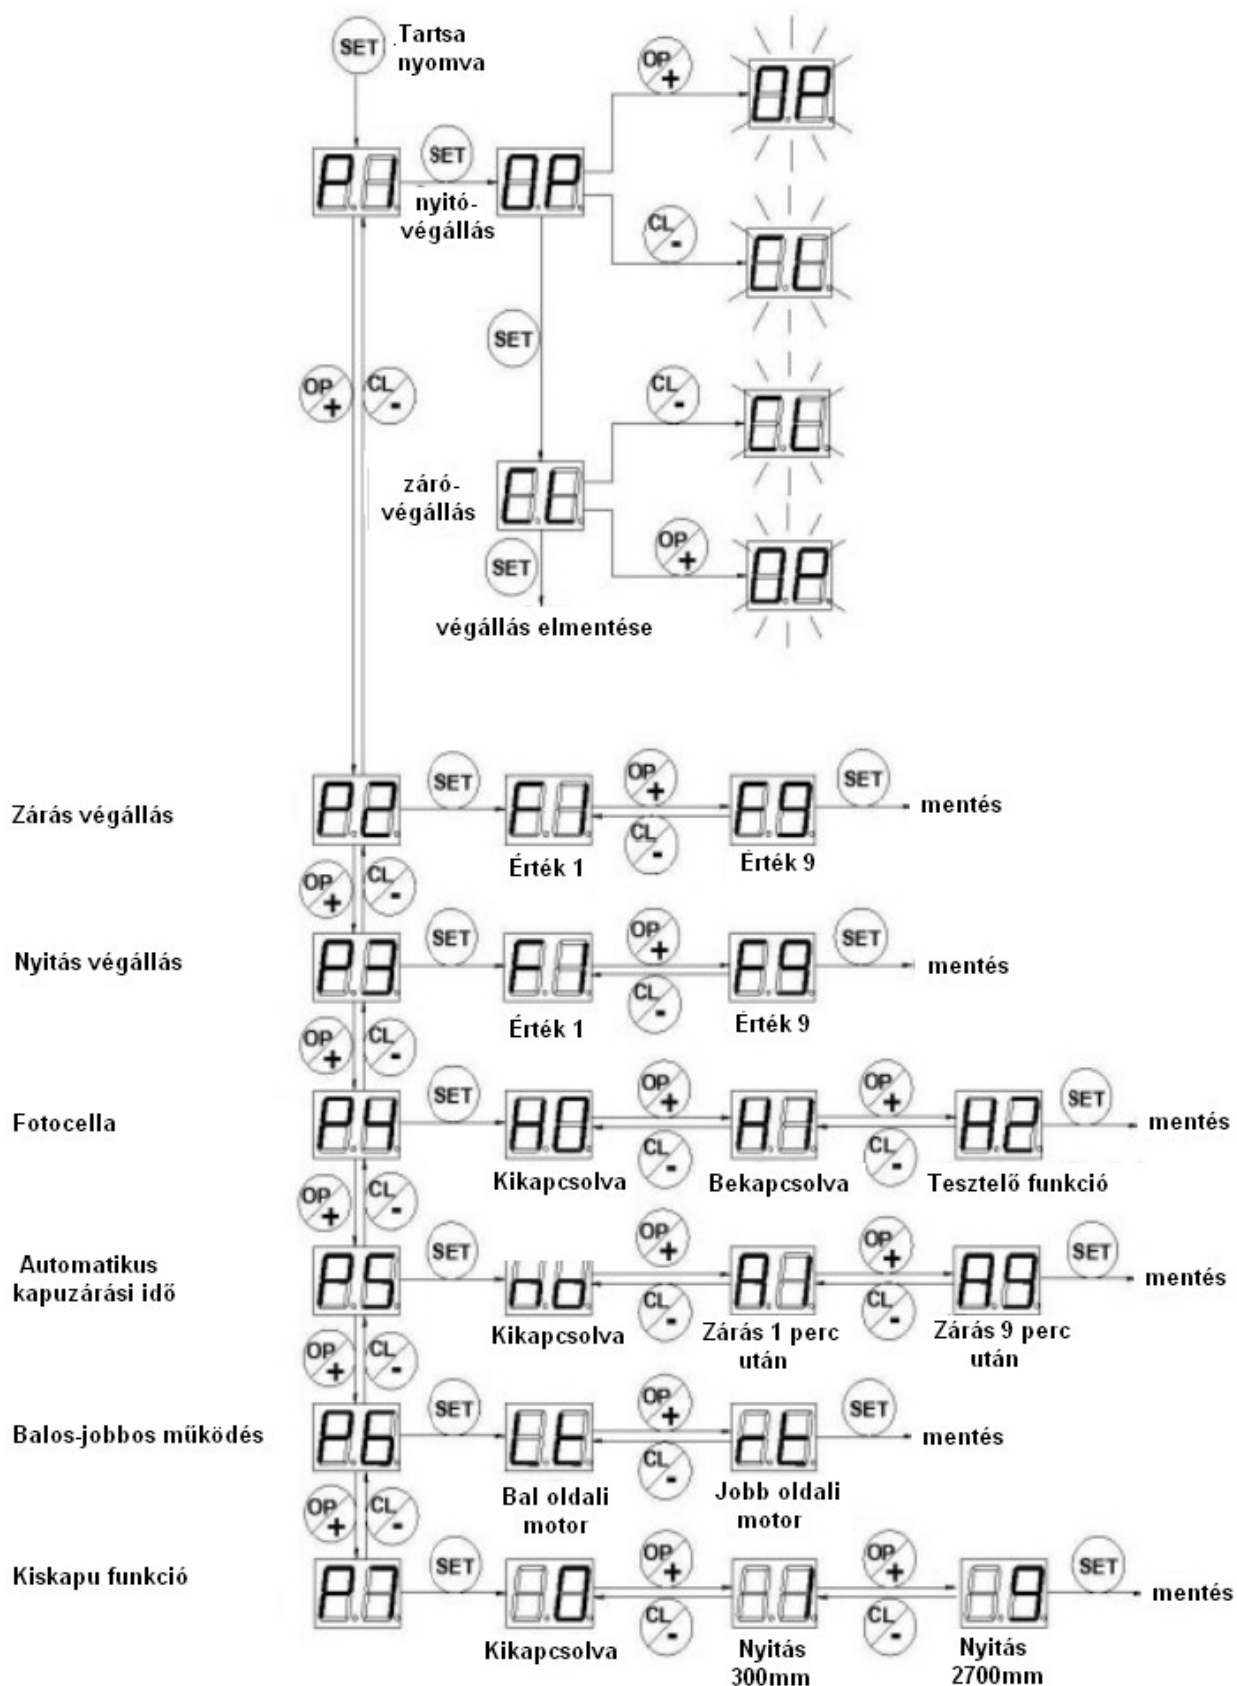 SET
Tartsa
nyomva
OP +
OP
P1
SET
OP
nyitó-
végállás
CL -
CL
SET
OP +
CL -
CL -
CL
záró-
végállás
CL
OP +
OP
SET
végállás elmentése
Zárás végállás
P2
SET
F1
OP +
CL -
F9
SET
mentés
Érték 1
Érték 9
OP +
CL -
Nyitás végállás
P3
SET
F1
OP +
CL -
F9
SET
mentés
Érték 1
Érték 9
OP +
CL -
Fotocella
P4
SET
H0
OP +
CL -
H1
OP +
CL -
H2
SET
mentés
Kikapcsolva
Bekapcsolva
Tesztelő funkció
OP +
CL -
Automatikus
kapuzárási idő
P5
SET
no
OP +
CL -
A1
OP +
CL -
A9
SET
mentés
Kikapcsolva
Zárás 1 perc
után
Zárás 9 perc
után
OP +
CL -
Balos-jobbos működés
P6
SET
Lt
OP +
CL -
rt
SET
mentés
Bal oldali
motor
Jobb oldali
motor
OP +
CL -
Kiskapu funkció
P7
SET
0
OP +
CL -
1
OP +
CL -
9
SET
mentés
Kikapcsolva
Nyitás
300mm
Nyitás
2700mm